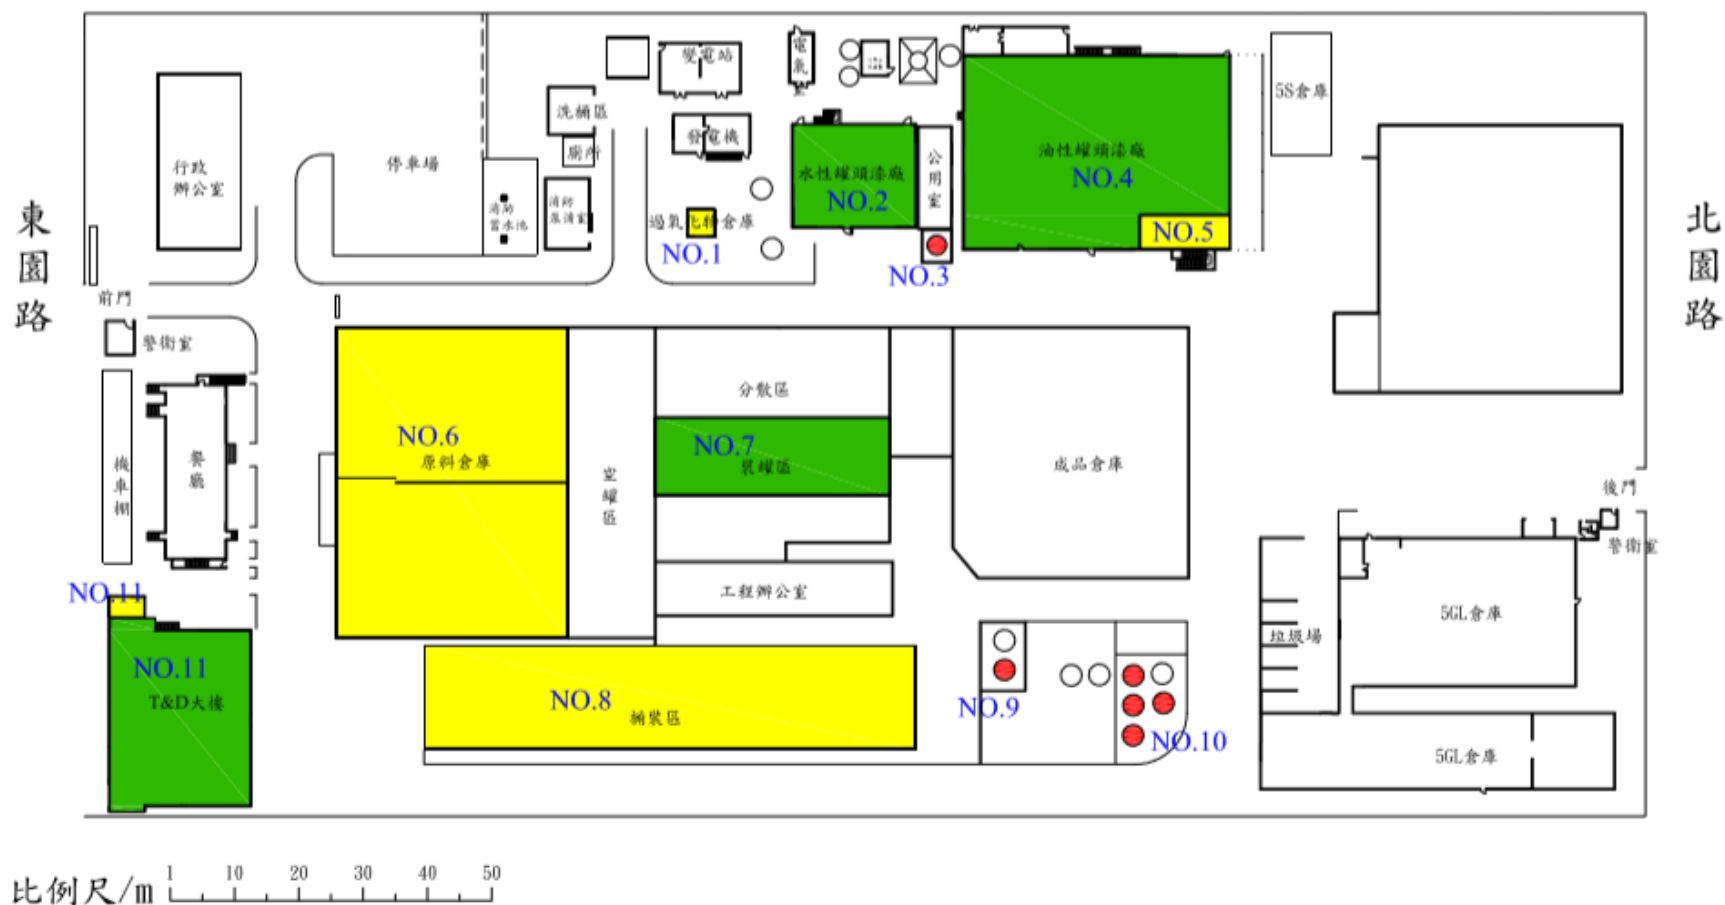 變電站
電氣室
5S倉庫
洗桶區
發電機
廁所
行政
辦公室
停車場
公用室
油性罐頭漆廠
NO.4
水性罐頭漆廠
NO.2
消防
蓄水池
消防
泵浦室
過氧化物倉庫
NO.1
NO.5
NO.3
東園路
北園路
前門
警衛室
分散區
NO.6
原料倉庫
NO.7
裝罐區
成品倉庫
機車棚
餐廳
空罐區
後門
警衛室
工程辦公室
NO.11
5GL倉庫
垃圾場
NO.11
T&D大樓
NO.8
桶裝區
NO.9
NO.10
5GL倉庫
比例尺/m
1 10 20 30 40 50